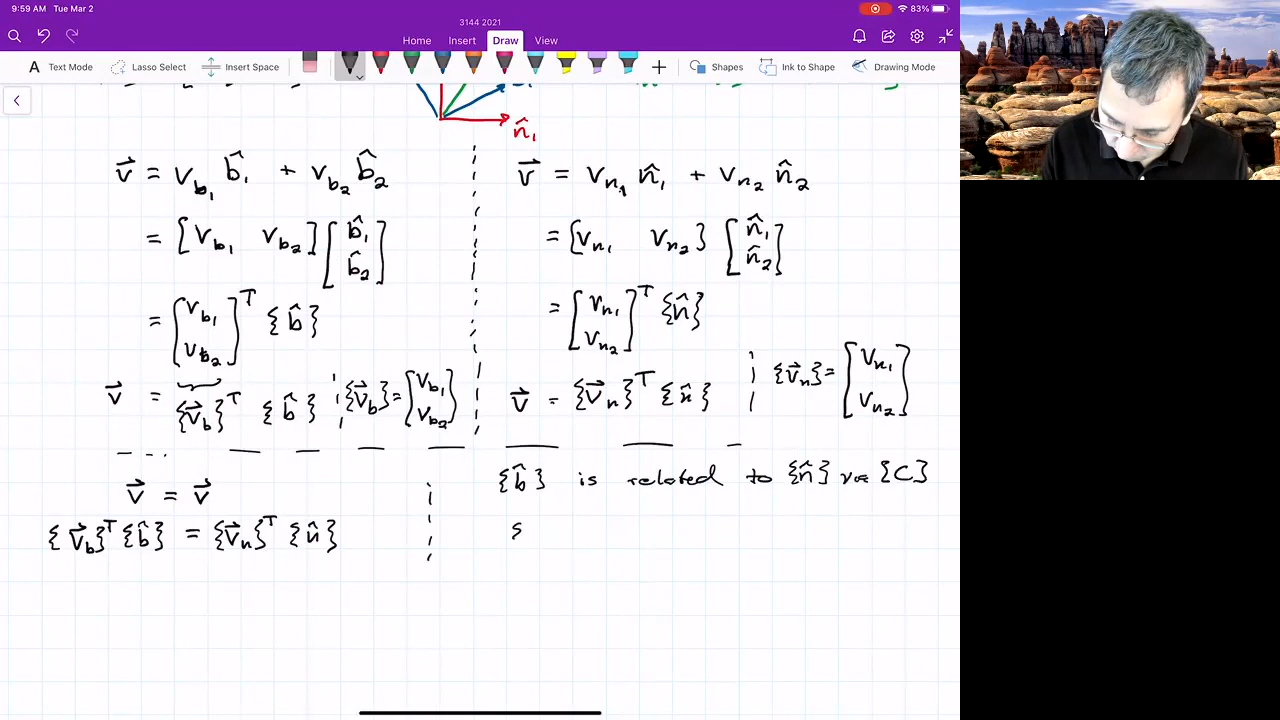 9:59 AM Tue Mar 2
83%
3144 2021
Home Insert Draw View
Text Mode Lasso Select Insert Space Shapes Ink to Shape Drawing Mode
n̂₁
v⃗ = v_b₁ b̂₁ + v_b₂ b̂₂
= [v_b₁ v_b₂] [b̂₁ b̂₂]
= [v_b₁ v_b₂]ᵀ {b̂}
v⃗ = {v⃗_b}ᵀ {b̂} {v⃗_b} = [v_b₁ v_b₂]
v⃗ = v_n₁ n̂₁ + v_n₂ n̂₂
= [v_n₁ v_n₂] [n̂₁ n̂₂]
= [v_n₁ v_n₂]ᵀ {n̂}
v⃗ = {v⃗_n}ᵀ {n̂} {v⃗_n} = [v_n₁ v_n₂]
v⃗ = v⃗
{v⃗_b}ᵀ {b̂} = {v⃗_n}ᵀ {n̂}
{b̂} is related to {n̂} via {C}